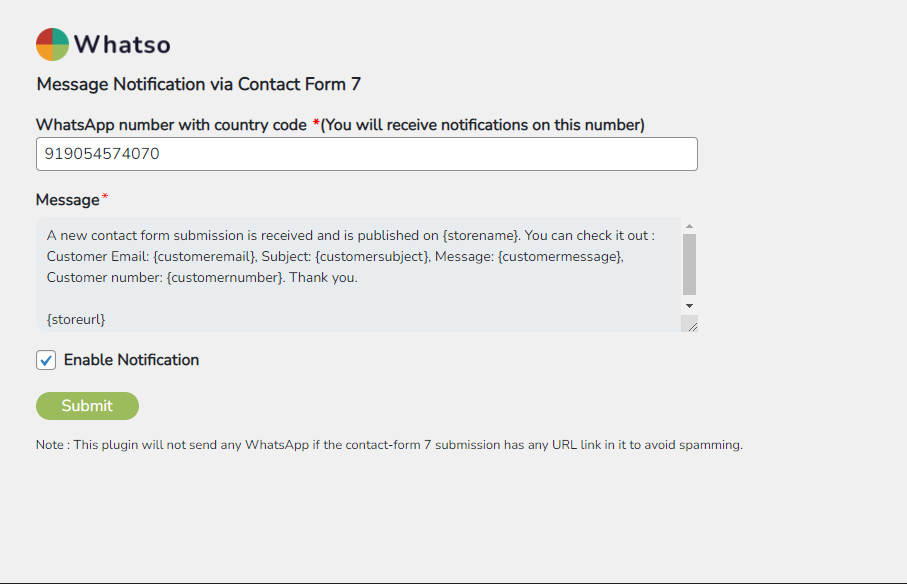 Whatso
Message Notification via Contact Form 7
WhatsApp number with country code *(You will receive notifications on this number)
919054574070
Message*
A new contact form submission is received and is published on {storename}. You can check it out :
Customer Email: {customeremail}, Subject: {customersubject}, Message: {customermessage},
Customer number: {customernumber}. Thank you.
{storeurl}
Enable Notification
Submit
Note : This plugin will not send any WhatsApp if the contact-form 7 submission has any URL link in it to avoid spamming.